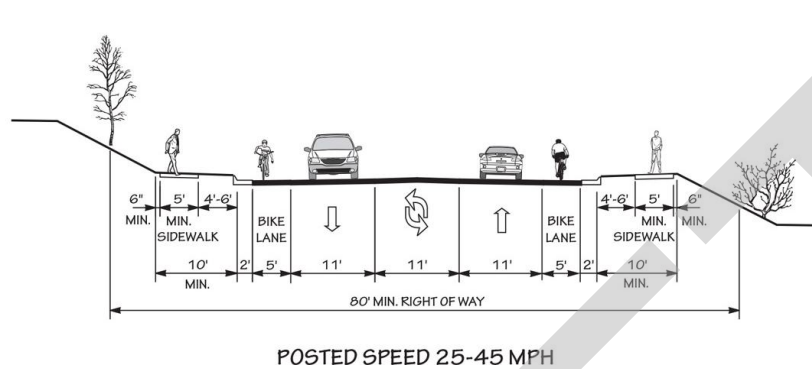 6" 5' 4'-6' 4'-6' 5' 6"
MIN. MIN. BIKE BIKE MIN. MIN.
SIDEWALK LANE LANE SIDEWALK
10' 2' 5' 11' 11' 11' 5' 2' 10'
MIN. MIN.
80' MIN. RIGHT OF WAY
POSTED SPEED 25-45 MPH